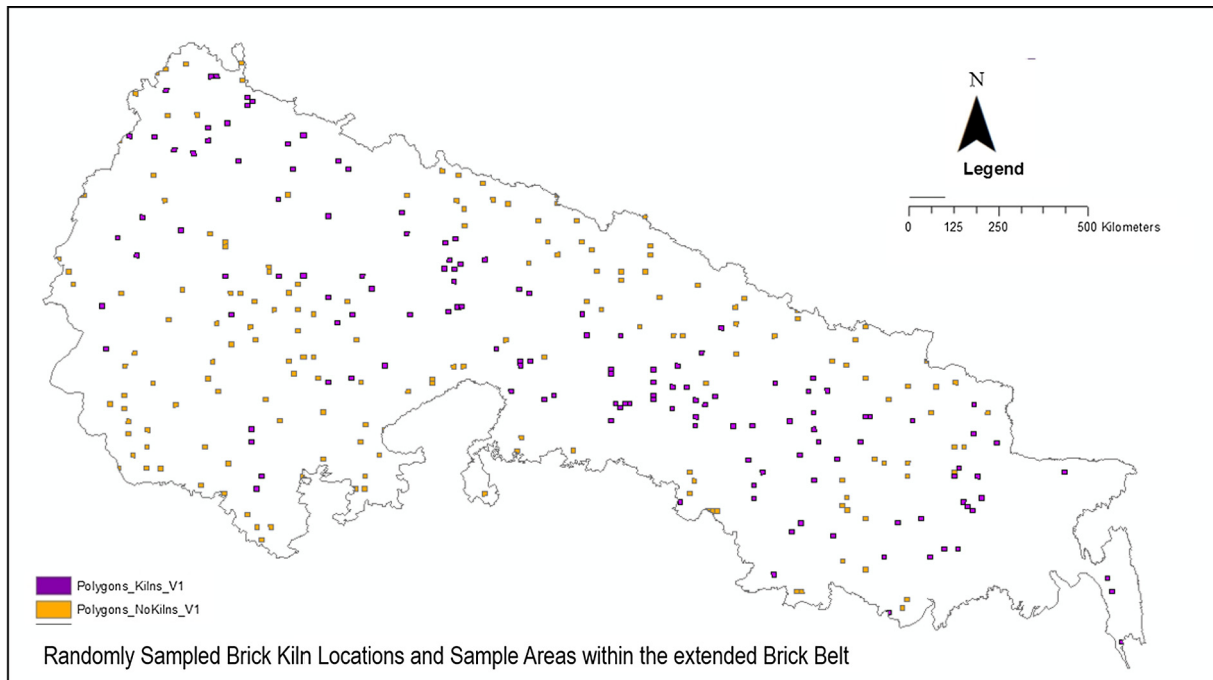 N
Legend
0 125 250 500 Kilometers
Polygons_Kilns_V1
Polygons_NoKilns_V1
Randomly Sampled Brick Kiln Locations and Sample Areas within the extended Brick Belt